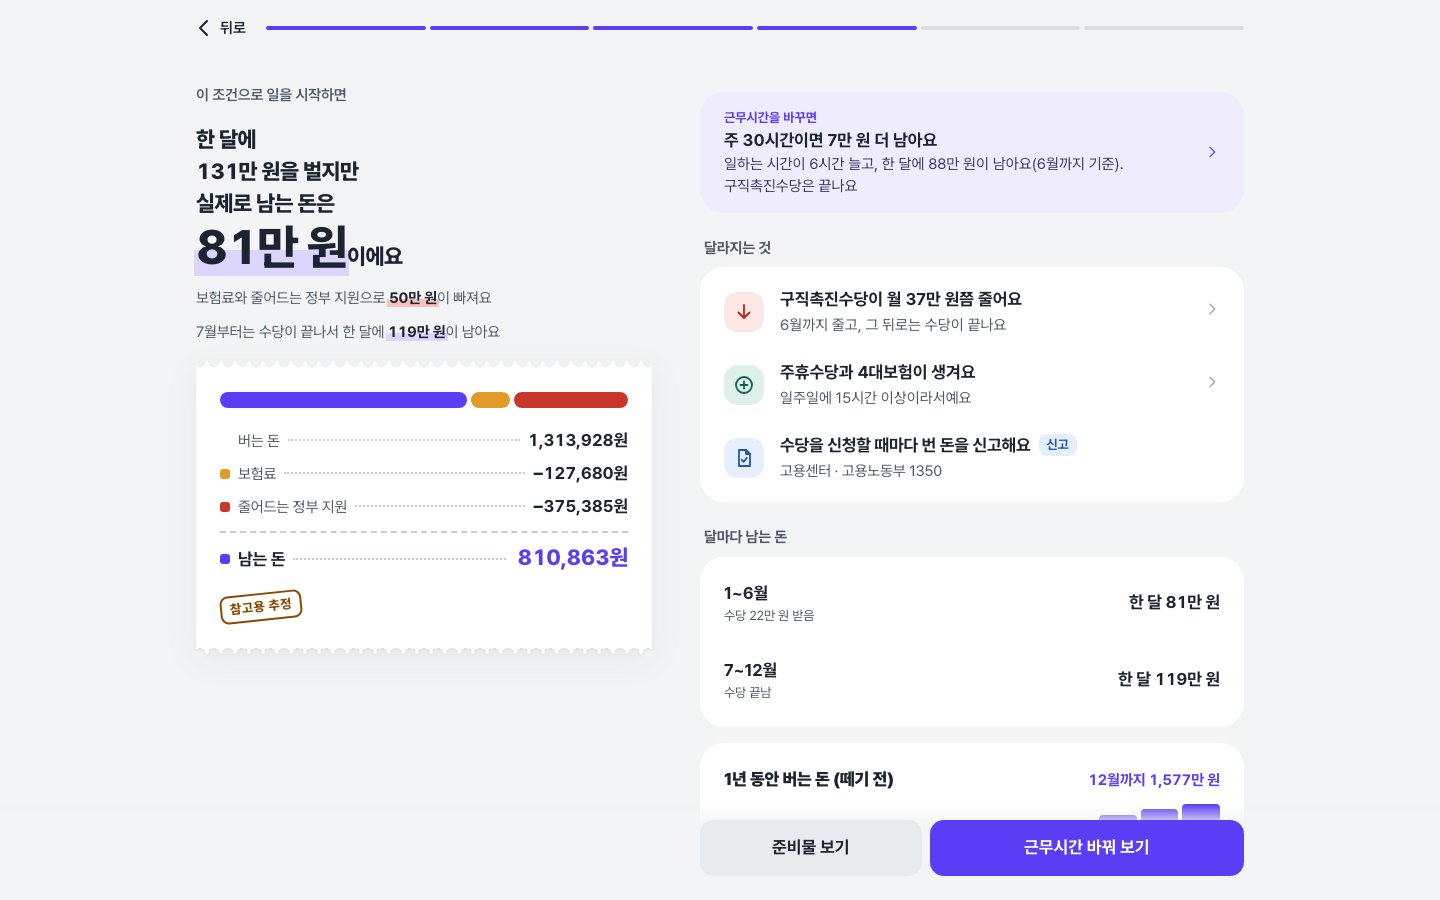 뒤로
이 조건으로 일을 시작하면
한 달에
131만 원을 벌지만
실제로 남는 돈은
81만 원이에요
보험료와 줄어드는 정부 지원으로 50만 원이 빠져요
7월부터는 수당이 끝나서 한 달에 119만 원이 남아요
버는 돈 1,313,928원
보험료 −127,680원
줄어드는 정부 지원 −375,385원
남는 돈 810,863원
참고용 추정
근무시간을 바꾸면
주 30시간이면 7만 원 더 남아요
일하는 시간이 6시간 늘고, 한 달에 88만 원이 남아요(6월까지 기준).
구직촉진수당은 끝나요
달라지는 것
구직촉진수당이 월 37만 원쯤 줄어요
6월까지 줄고, 그 뒤로는 수당이 끝나요
주휴수당과 4대보험이 생겨요
일주일에 15시간 이상이라서예요
수당을 신청할 때마다 번 돈을 신고해요 신고
고용센터 · 고용노동부 1350
달마다 남는 돈
1~6월 한 달 81만 원
수당 22만 원 받음
7~12월 한 달 119만 원
수당 끝남
1년 동안 버는 돈 (떼기 전) 12월까지 1,577만 원
준비물 보기 근무시간 바꿔 보기